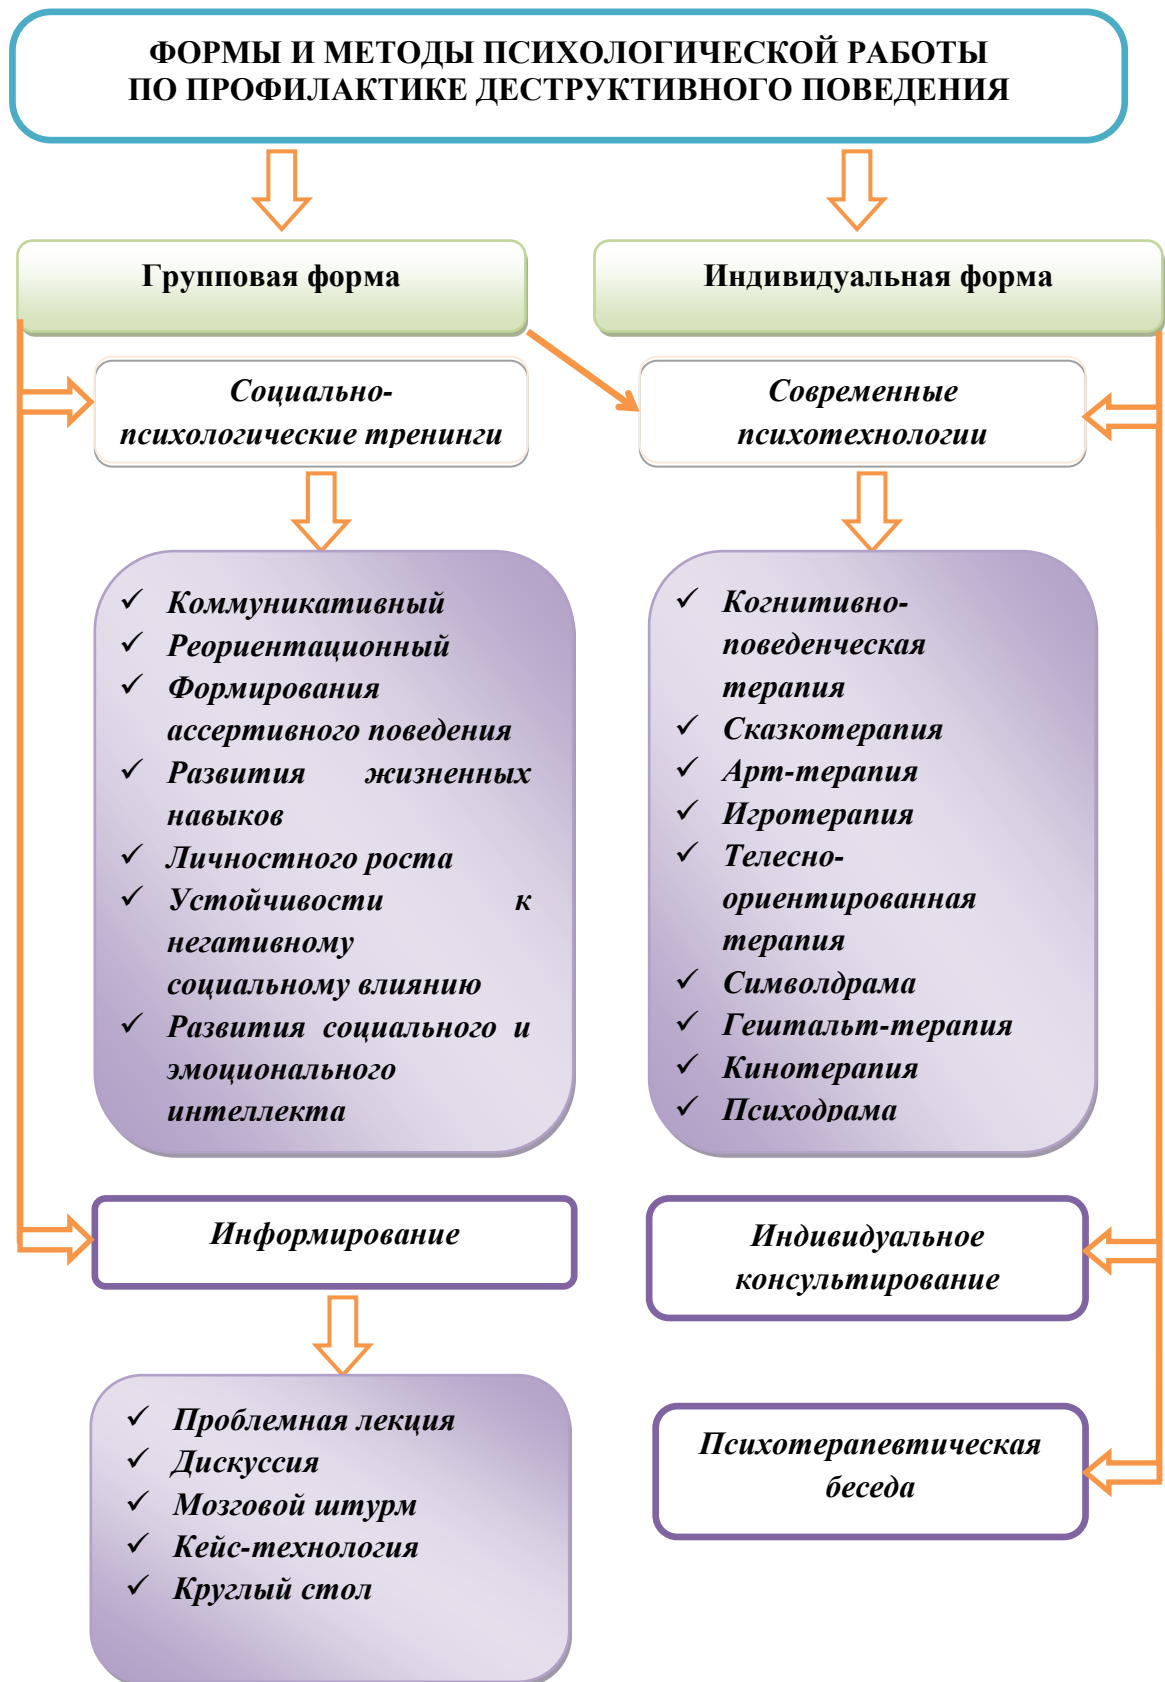 ФОРМЫ И МЕТОДЫ ПСИХОЛОГИЧЕСКОЙ РАБОТЫ
ПО ПРОФИЛАКТИКЕ ДЕСТРУКТИВНОГО ПОВЕДЕНИЯ
Групповая форма
Социально-
психологические тренинги
✓ Коммуникативный
✓ Реориентационный
✓ Формирования
ассертивного поведения
✓ Развития жизненных
навыков
✓ Личностного роста
✓ Устойчивости к
негативному
социальному влиянию
✓ Развития социального и
эмоционального
интеллекта
Информирование
✓ Проблемная лекция
✓ Дискуссия
✓ Мозговой штурм
✓ Кейс-технология
✓ Круглый стол
Индивидуальная форма
Современные
психотехнологии
✓ Когнитивно-
поведенческая
терапия
✓ Сказкотерапия
✓ Арт-терапия
✓ Игротерапия
✓ Телесно-
ориентированная
терапия
✓ Символдрама
✓ Гештальт-терапия
✓ Кинотерапия
✓ Психодрама
Индивидуальное
консультирование
Психотерапевтическая
беседа